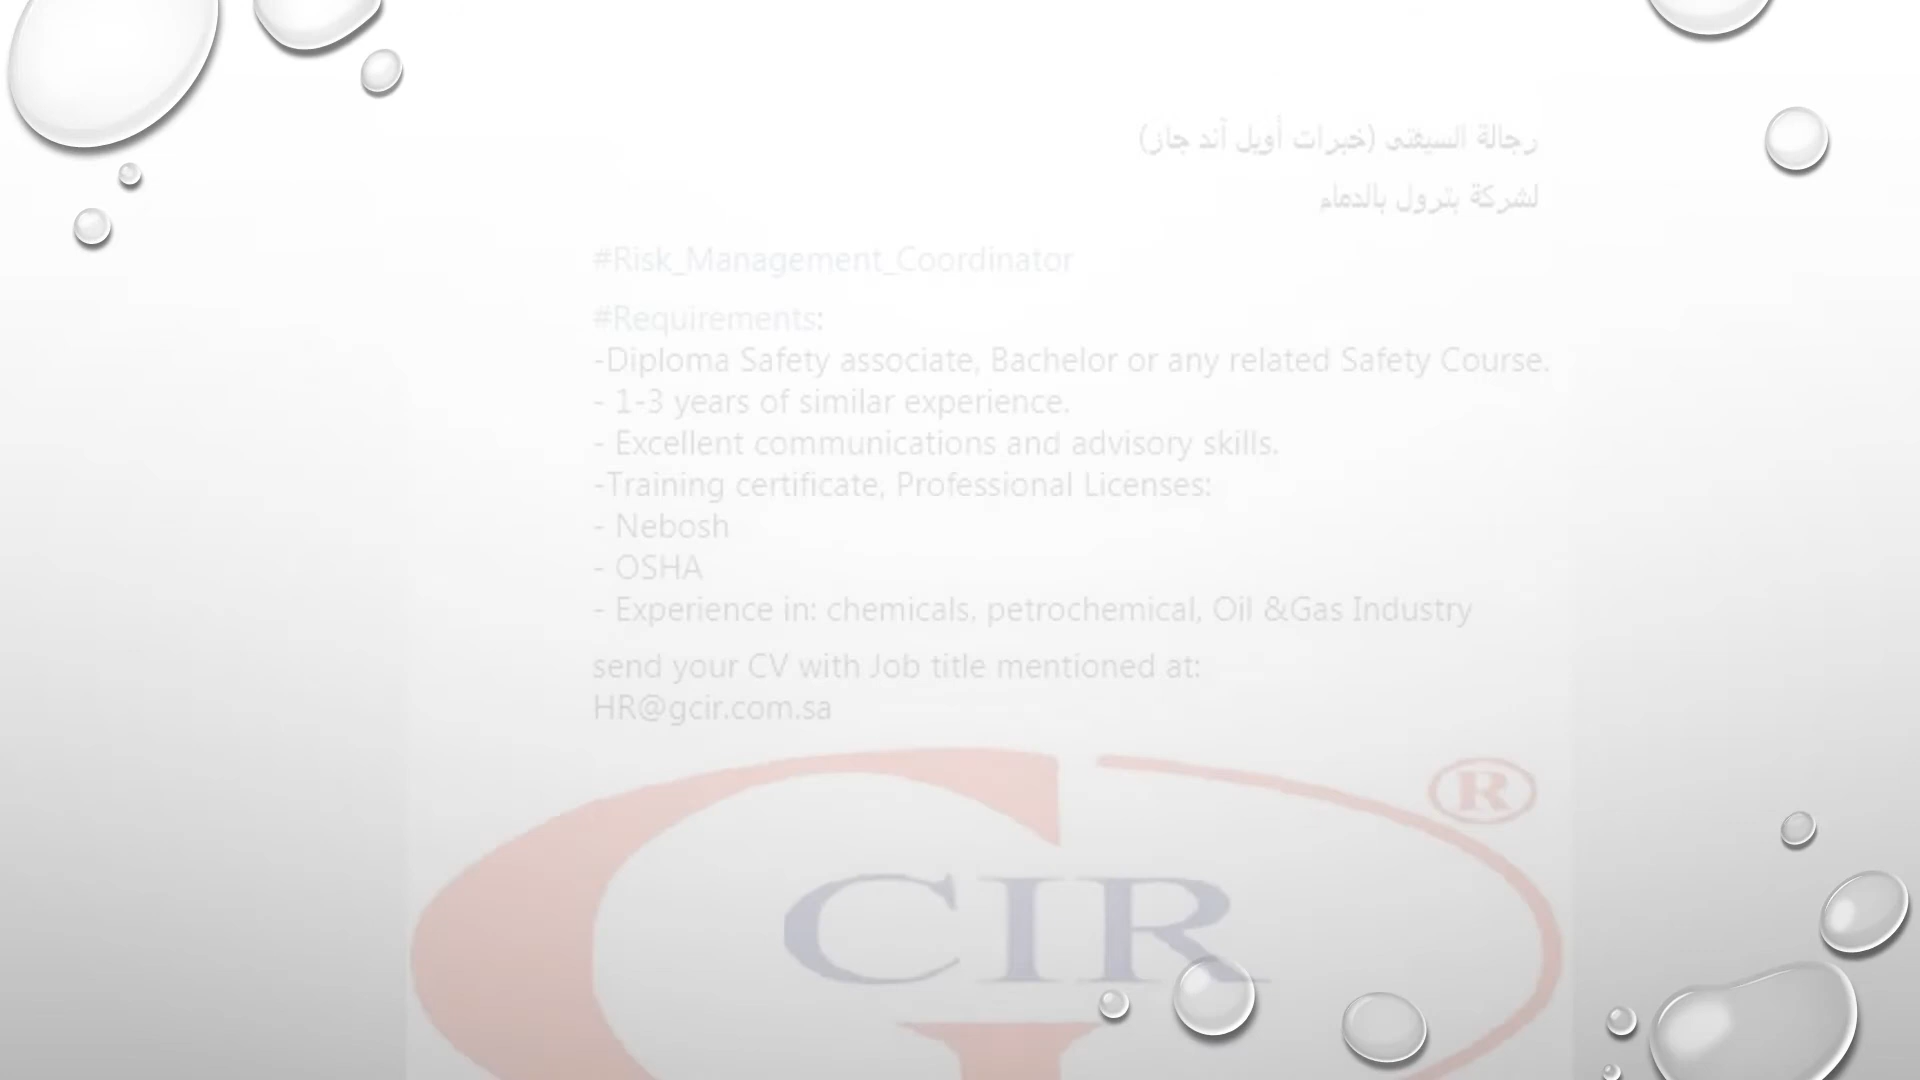 رجالة السيفتى (خبرات أويل آند جاز)
لشركة بترول بالدمام
#Risk_Management_Coordinator
#Requirements:
-Diploma Safety associate, Bachelor or any related Safety Course.
- 1-3 years of similar experience.
- Excellent communications and advisory skills.
-Training certificate, Professional Licenses:
- Nebosh
- OSHA
- Experience in: chemicals, petrochemical, Oil &Gas Industry
send your CV with Job title mentioned at:
HR@gcir.com.sa
®
CIR